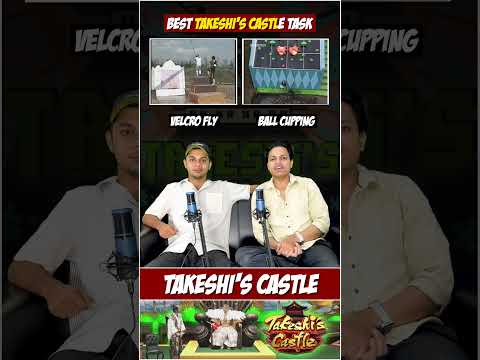 BEST TAKESHI'S CASTLE TASK
VELCRO FLY
BALL CUPPING
TAKESHI'S CASTLE
Takeshi's
Castle